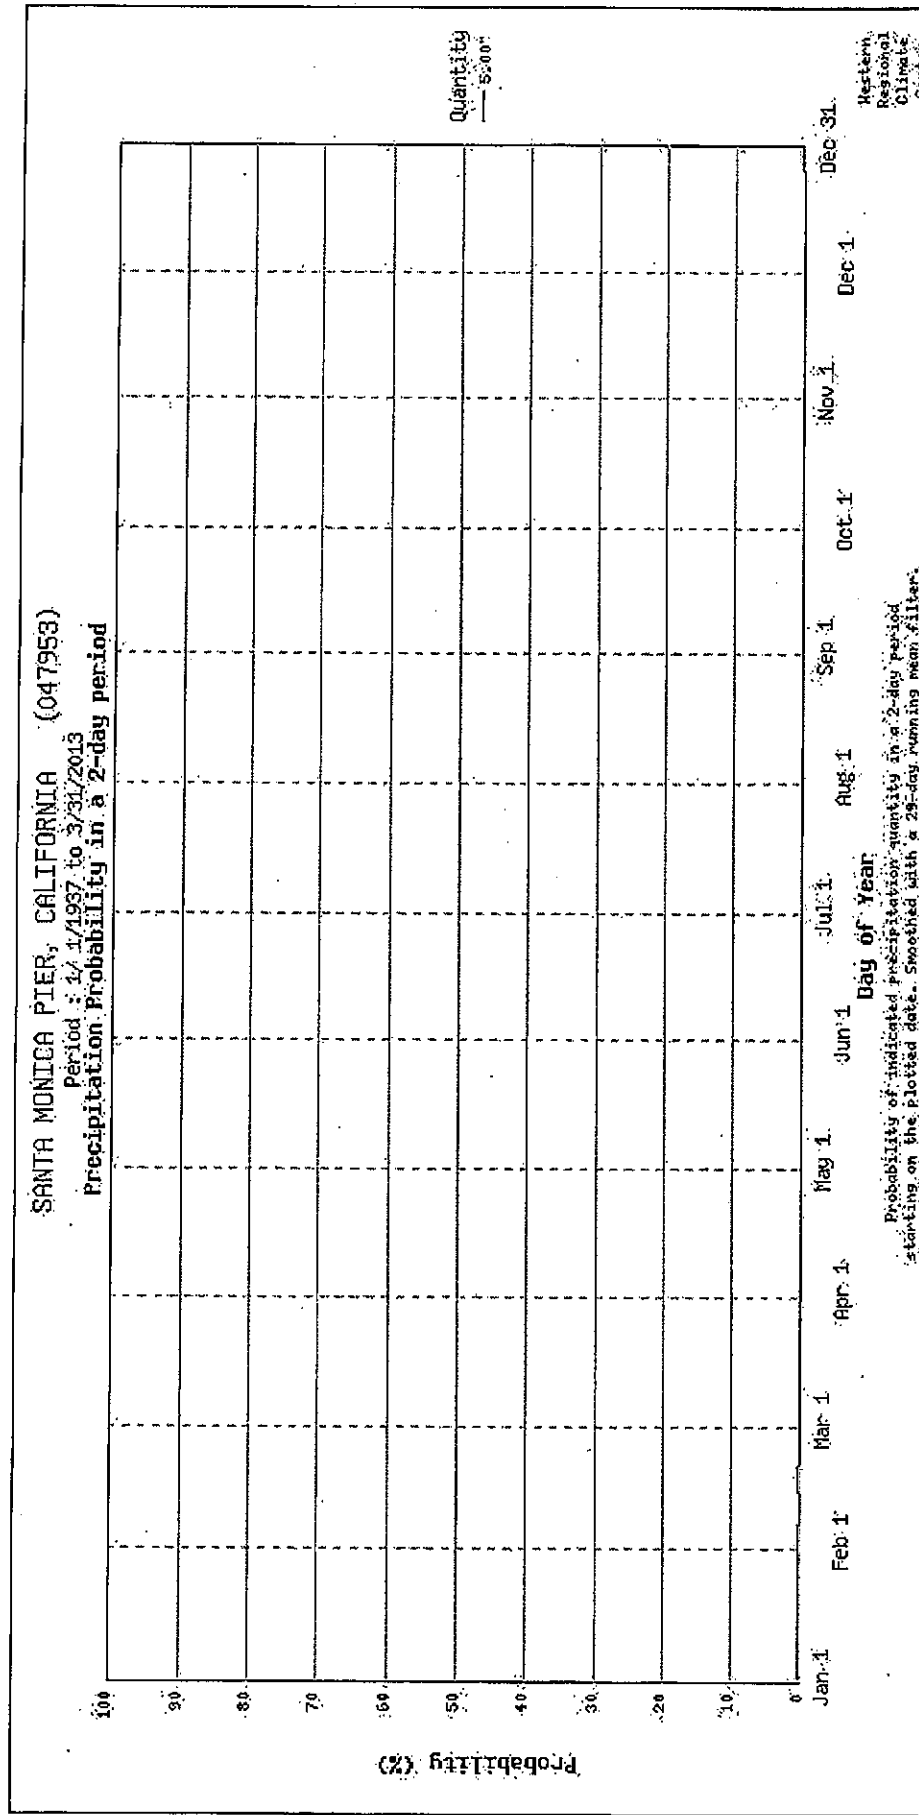 SANTA MONICA PIER, CALIFORNIA (047953)
Period : 1/ 1/1937 to 3/31/2013
Precipitation Probability in a 2-day period
Probability (%)
100
90
80
70
60
50
40
30
20
10
0
Jan 1
Feb 1
Mar 1
Apr 1
May 1
Jun 1
Jul 1
Aug 1
Sep 1
Oct 1
Nov 1
Dec 1
Dec 31
Day of Year
Quantity
5.00"
Probability of indicated precipitation quantity in a 2-day period
starting on the plotted date. Smoothed with a 29-day running mean filter.
Western
Regional
Climate